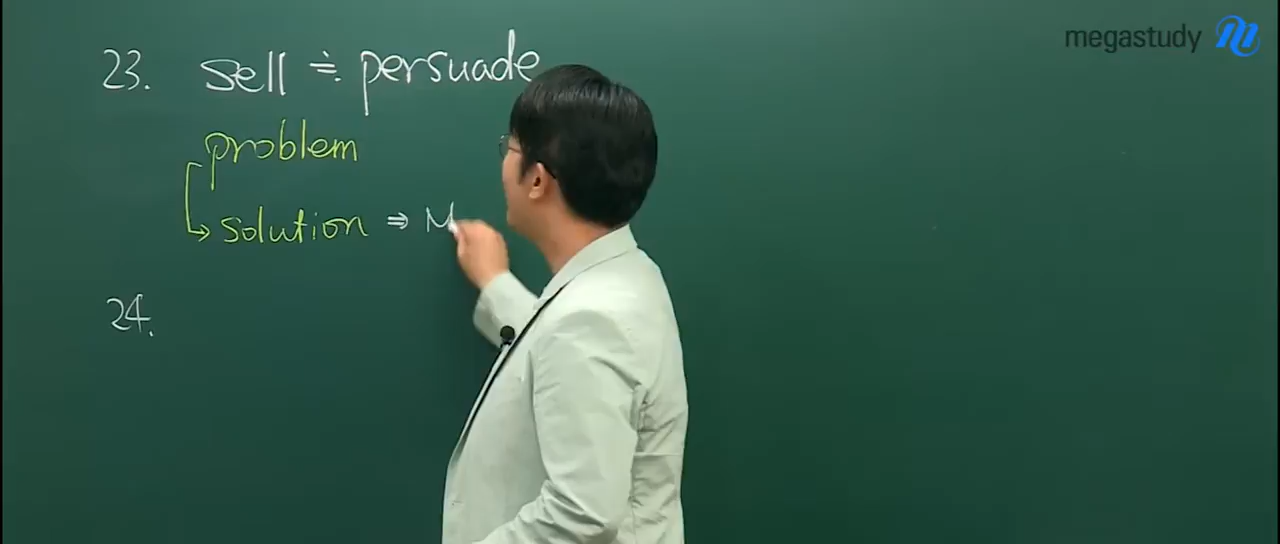 megastudy
23. sell ≒ persuade
problem
↳ solution ⇒ M
24.